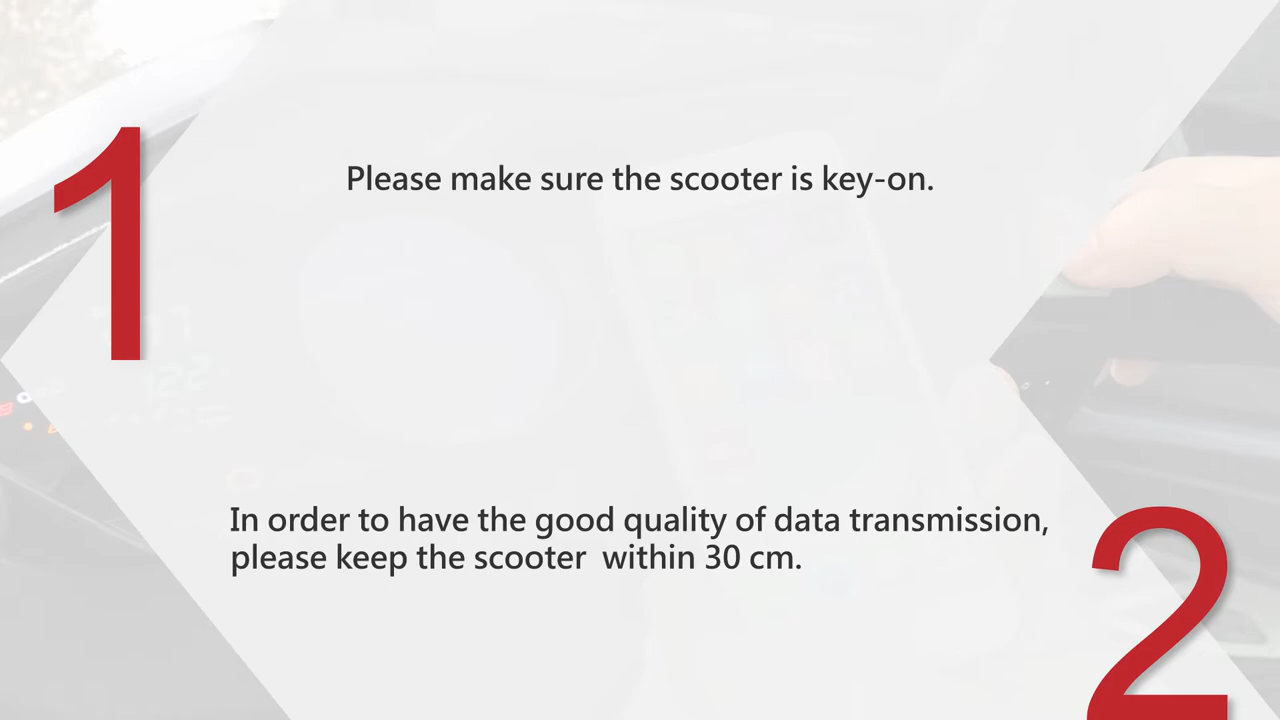 1
Please make sure the scooter is key-on.
In order to have the good quality of data transmission,
please keep the scooter  within 30 cm.
2